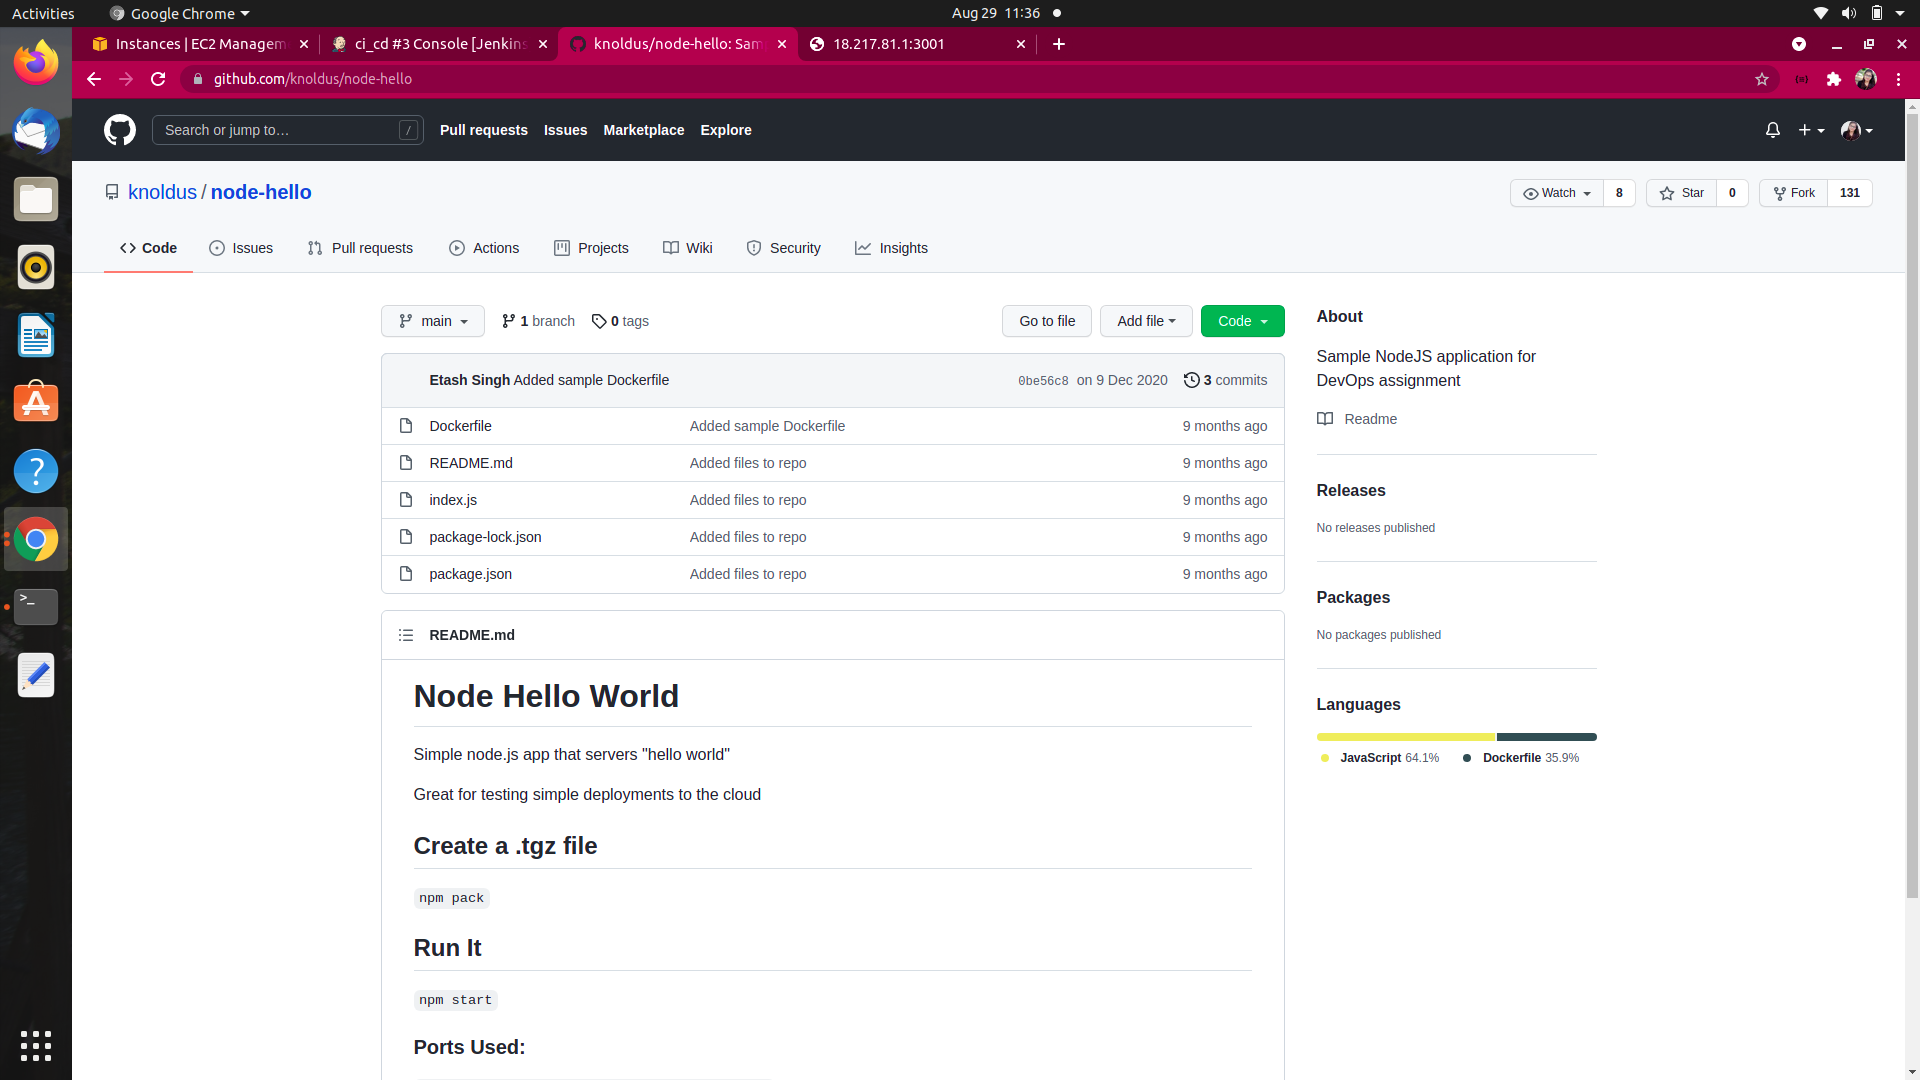 Activities Google Chrome Aug 29 11:36
Instances | EC2 Managem ci_cd #3 Console [Jenkins knoldus/node-hello: Sam 18.217.81.1:3001
github.com/knoldus/node-hello
Search or jump to… / Pull requests Issues Marketplace Explore
knoldus / node-hello Watch 8 Star 0 Fork 131
Code Issues Pull requests Actions Projects Wiki Security Insights
main 1 branch 0 tags Go to file Add file Code
Etash Singh Added sample Dockerfile 0be56c8 on 9 Dec 2020 3 commits
Dockerfile Added sample Dockerfile 9 months ago
README.md Added files to repo 9 months ago
index.js Added files to repo 9 months ago
package-lock.json Added files to repo 9 months ago
package.json Added files to repo 9 months ago
README.md
Node Hello World
Simple node.js app that servers "hello world"
Great for testing simple deployments to the cloud
Create a .tgz file
npm pack
Run It
npm start
Ports Used:
About
Sample NodeJS application for
DevOps assignment
Readme
Releases
No releases published
Packages
No packages published
Languages
JavaScript 64.1% Dockerfile 35.9%